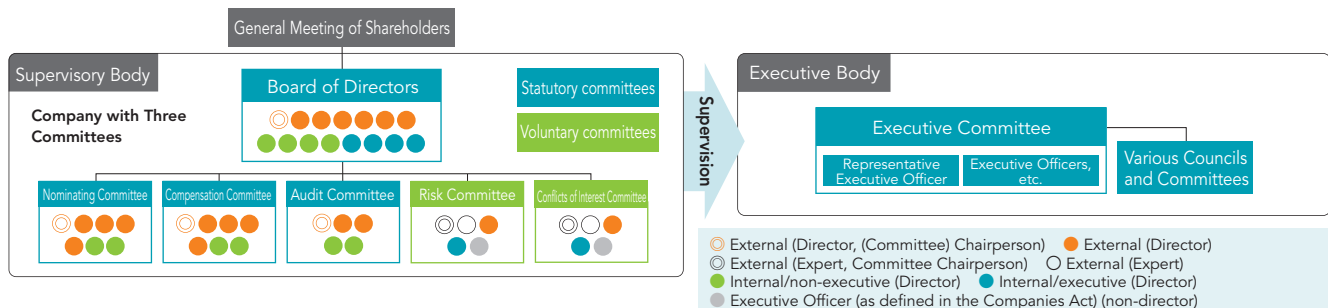 General Meeting of Shareholders
Supervisory Body
Company with Three
Committees
Board of Directors
Statutory committees
Voluntary committees
Nominating Committee
Compensation Committee
Audit Committee
Risk Committee
Conflicts of Interest Committee
Supervision
Executive Body
Executive Committee
Representative
Executive Officer
Executive Officers,
etc.
Various Councils
and Committees
External (Director, (Committee) Chairperson) External (Director)
External (Expert, Committee Chairperson) External (Expert)
Internal/non-executive (Director) Internal/executive (Director)
Executive Officer (as defined in the Companies Act) (non-director)